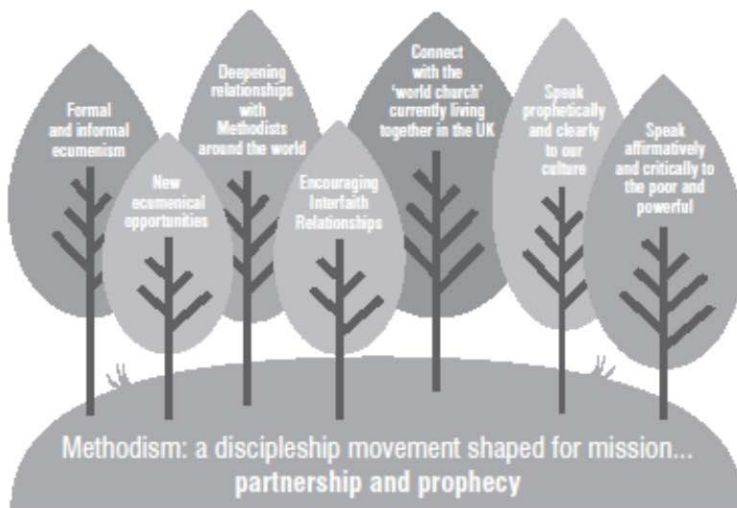 Formal
and informal
ecumenism
New
ecumenical
opportunities
Deepening
relationships
with
Methodists
around the world
Encouraging
Interfaith
Relationships
Connect
with the
'world church'
currently living
together in the UK
Speak
prophetically
and clearly
to our
culture
Speak
affirmatively
and critically to
the poor and
powerful
Methodism: a discipleship movement shaped for mission...
partnership and prophecy